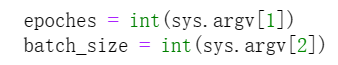 epoches = int(sys.argv[1])
batch_size = int(sys.argv[2])